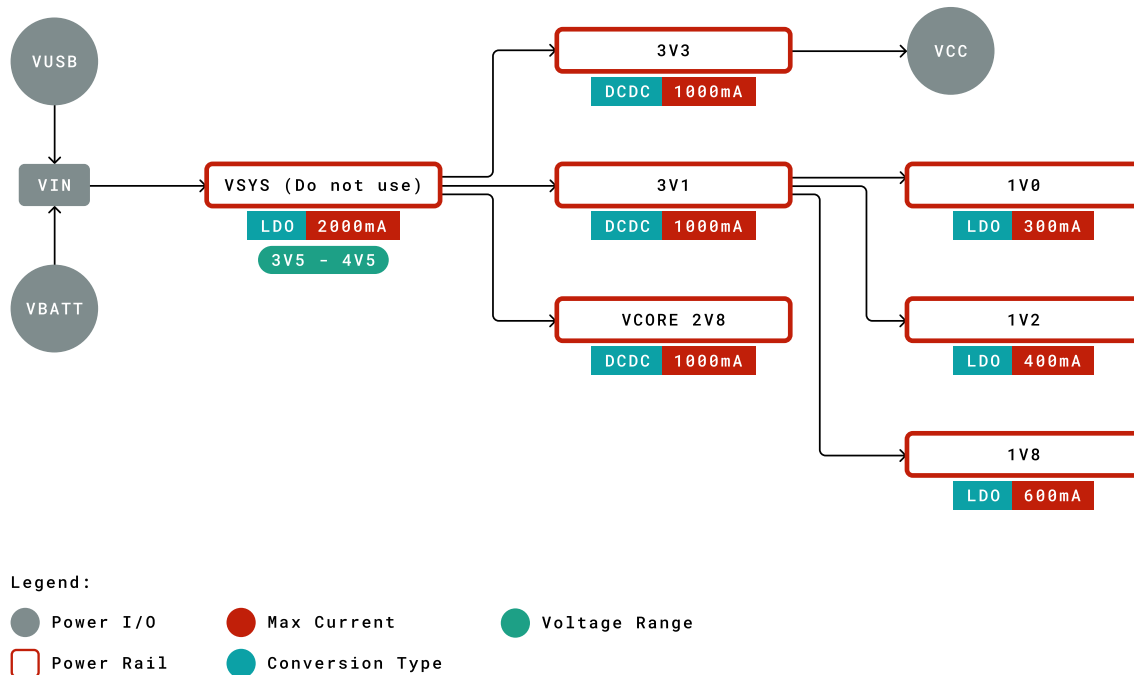 VUSB
3V3
VCC
DCDC 1000mA
VIN
VSYS (Do not use)
3V1
1V0
LDO 2000mA
DCDC 1000mA
LDO 300mA
3V5 - 4V5
VBATT
VCORE 2V8
1V2
DCDC 1000mA
LDO 400mA
1V8
LDO 600mA
Legend:
Power I/O
Max Current
Voltage Range
Power Rail
Conversion Type